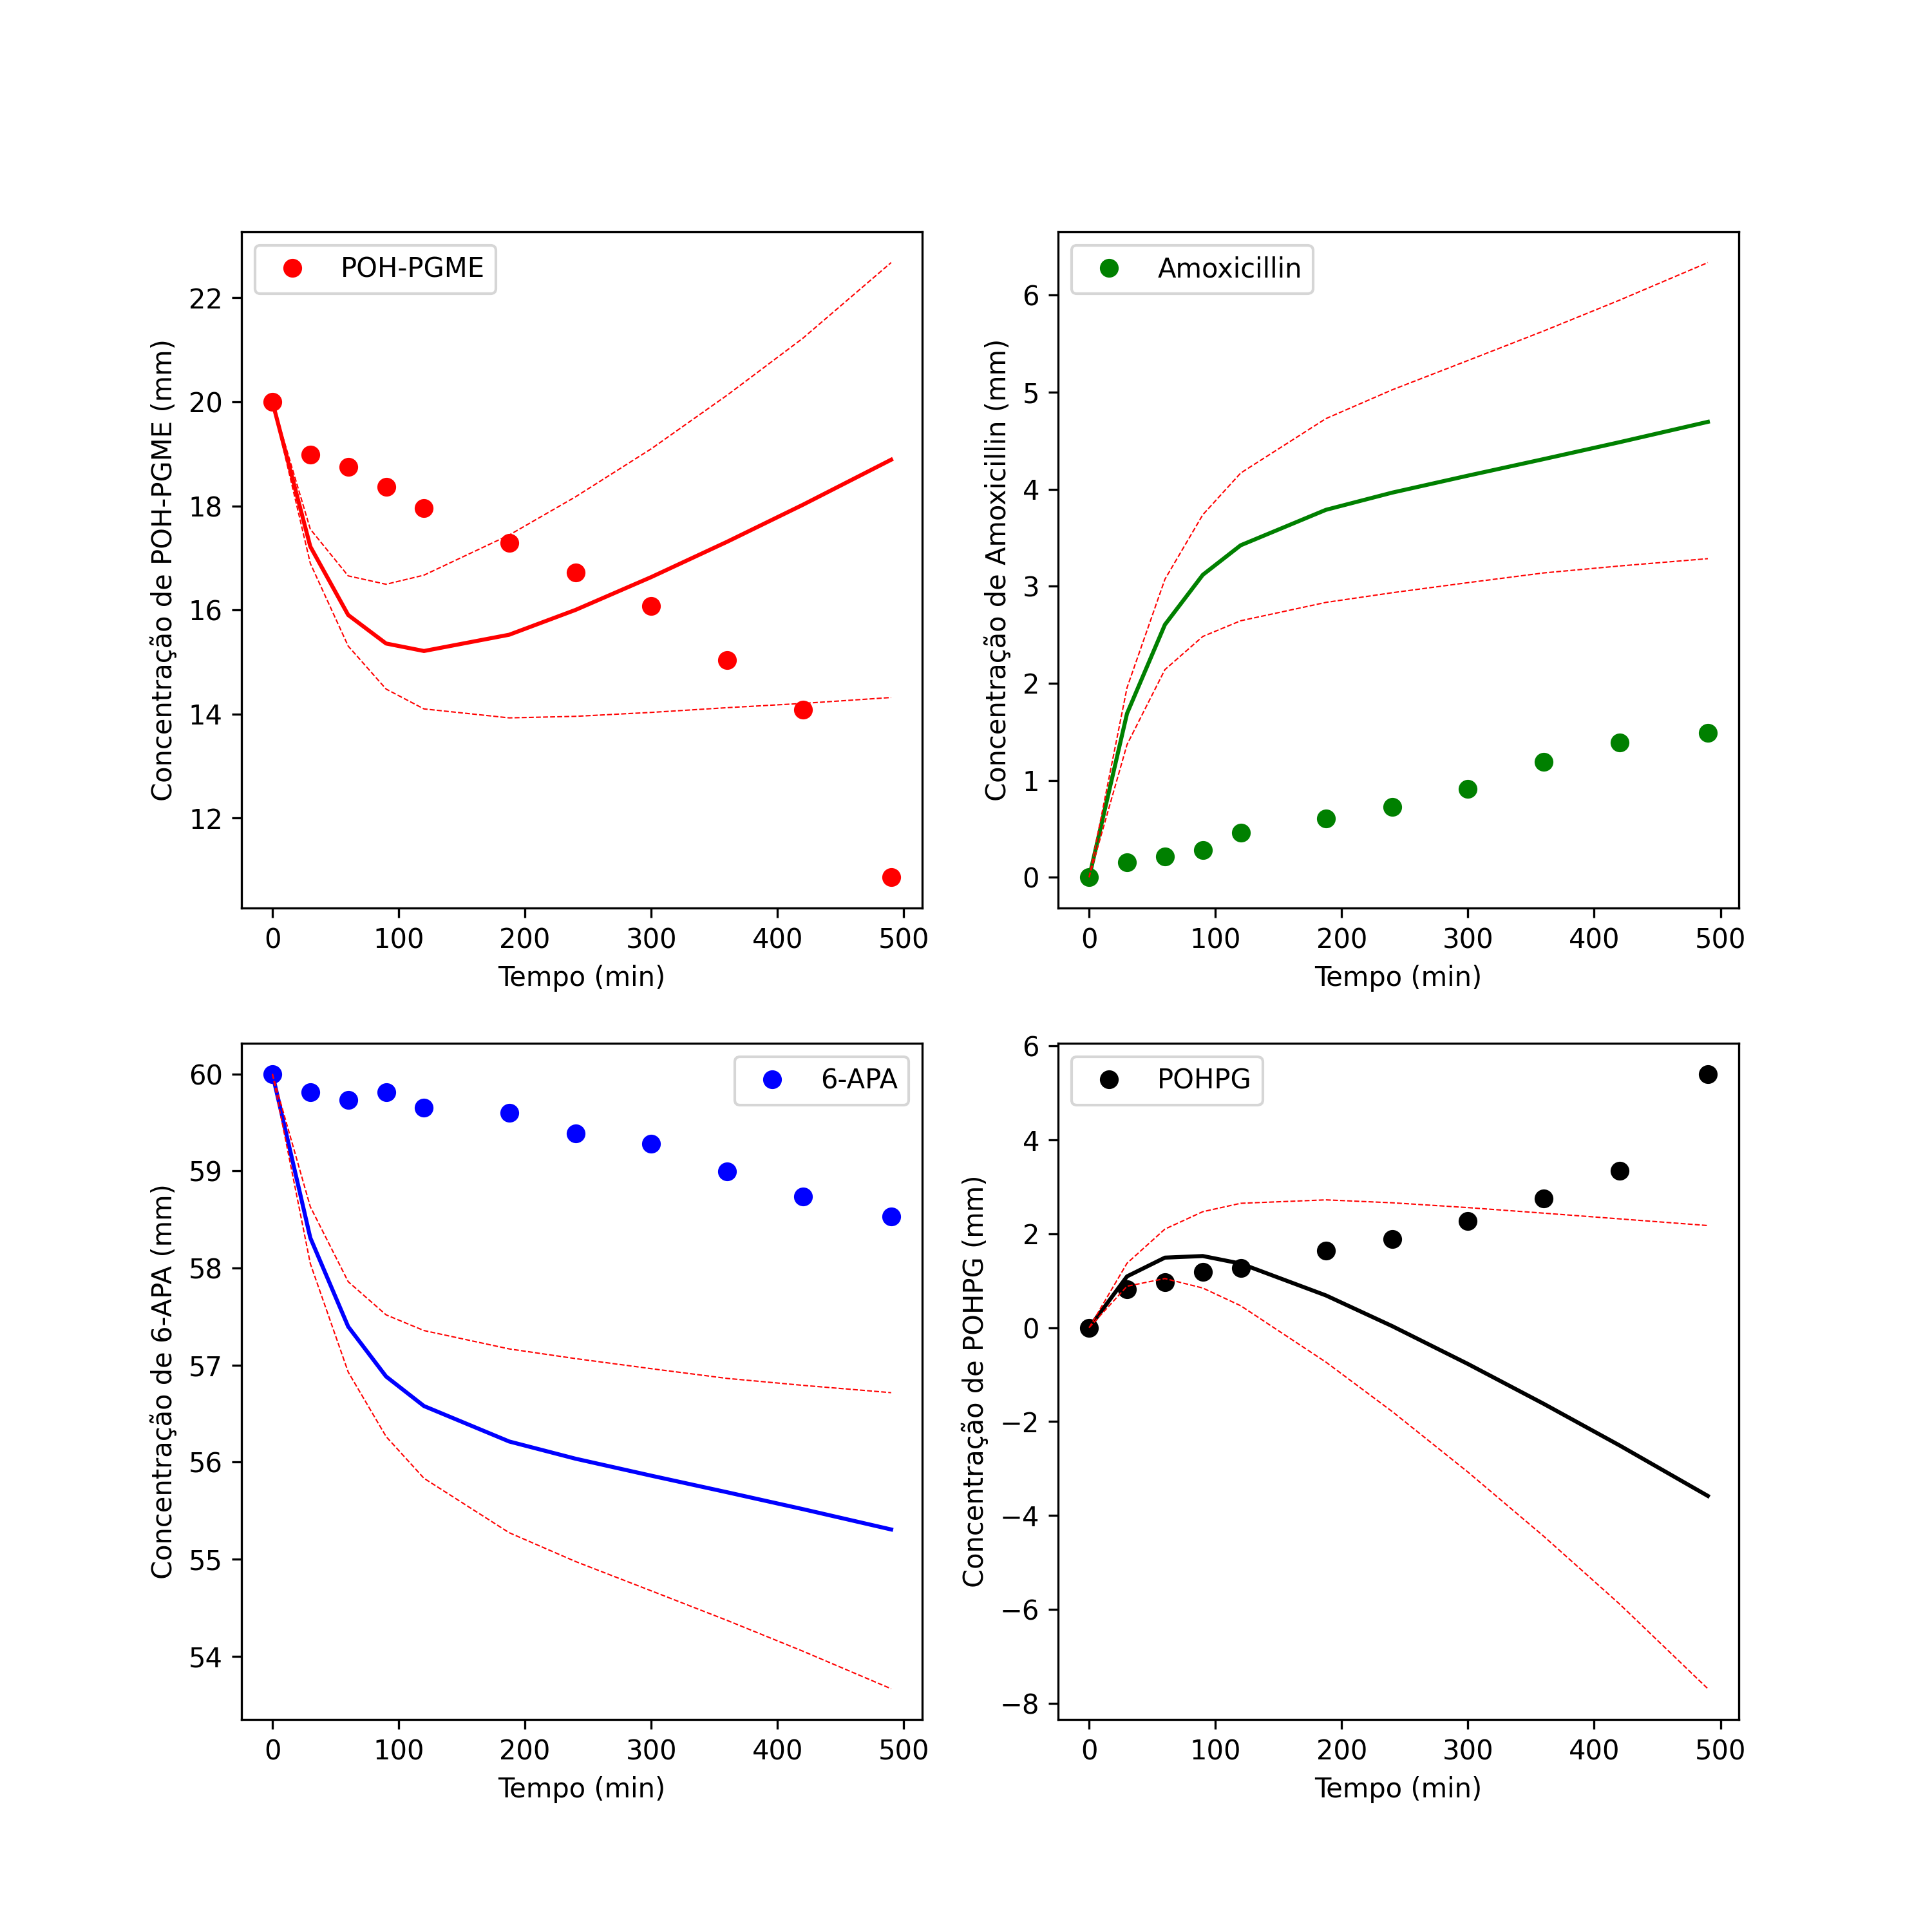 POH-PGME
Concentração de POH-PGME (mm)
22
20
18
16
14
12
0 100 200 300 400 500
Tempo (min)
Amoxicillin
Concentração de Amoxicillin (mm)
6
5
4
3
2
1
0
0 100 200 300 400 500
Tempo (min)
6-APA
Concentração de 6-APA (mm)
60
59
58
57
56
55
54
0 100 200 300 400 500
Tempo (min)
POHPG
Concentração de POHPG (mm)
6
4
2
0
−2
−4
−6
−8
0 100 200 300 400 500
Tempo (min)